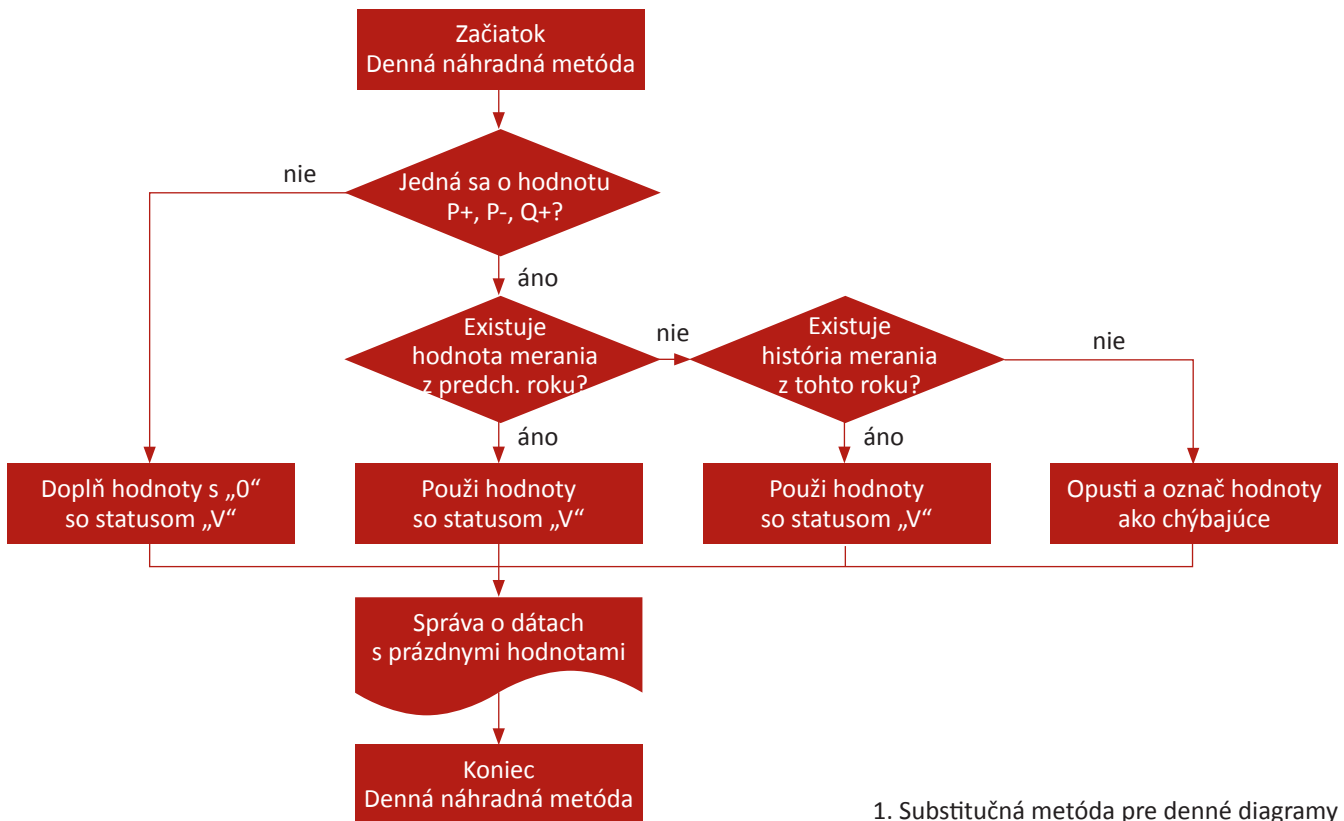 Začiatok
Denná náhradná metóda
nie
Jedná sa o hodnotu
P+, P-, Q+?
áno
Existuje
hodnota merania
z predch. roku?
nie
Existuje
história merania
z tohto roku?
nie
áno
áno
Doplň hodnoty s „0“
so statusom „V“
Použi hodnoty
so statusom „V“
Použi hodnoty
so statusom „V“
Opusti a označ hodnoty
ako chýbajúce
Správa o dátach
s prázdnymi hodnotami
Koniec
Denná náhradná metóda
1. Substitučná metóda pre denné diagramy